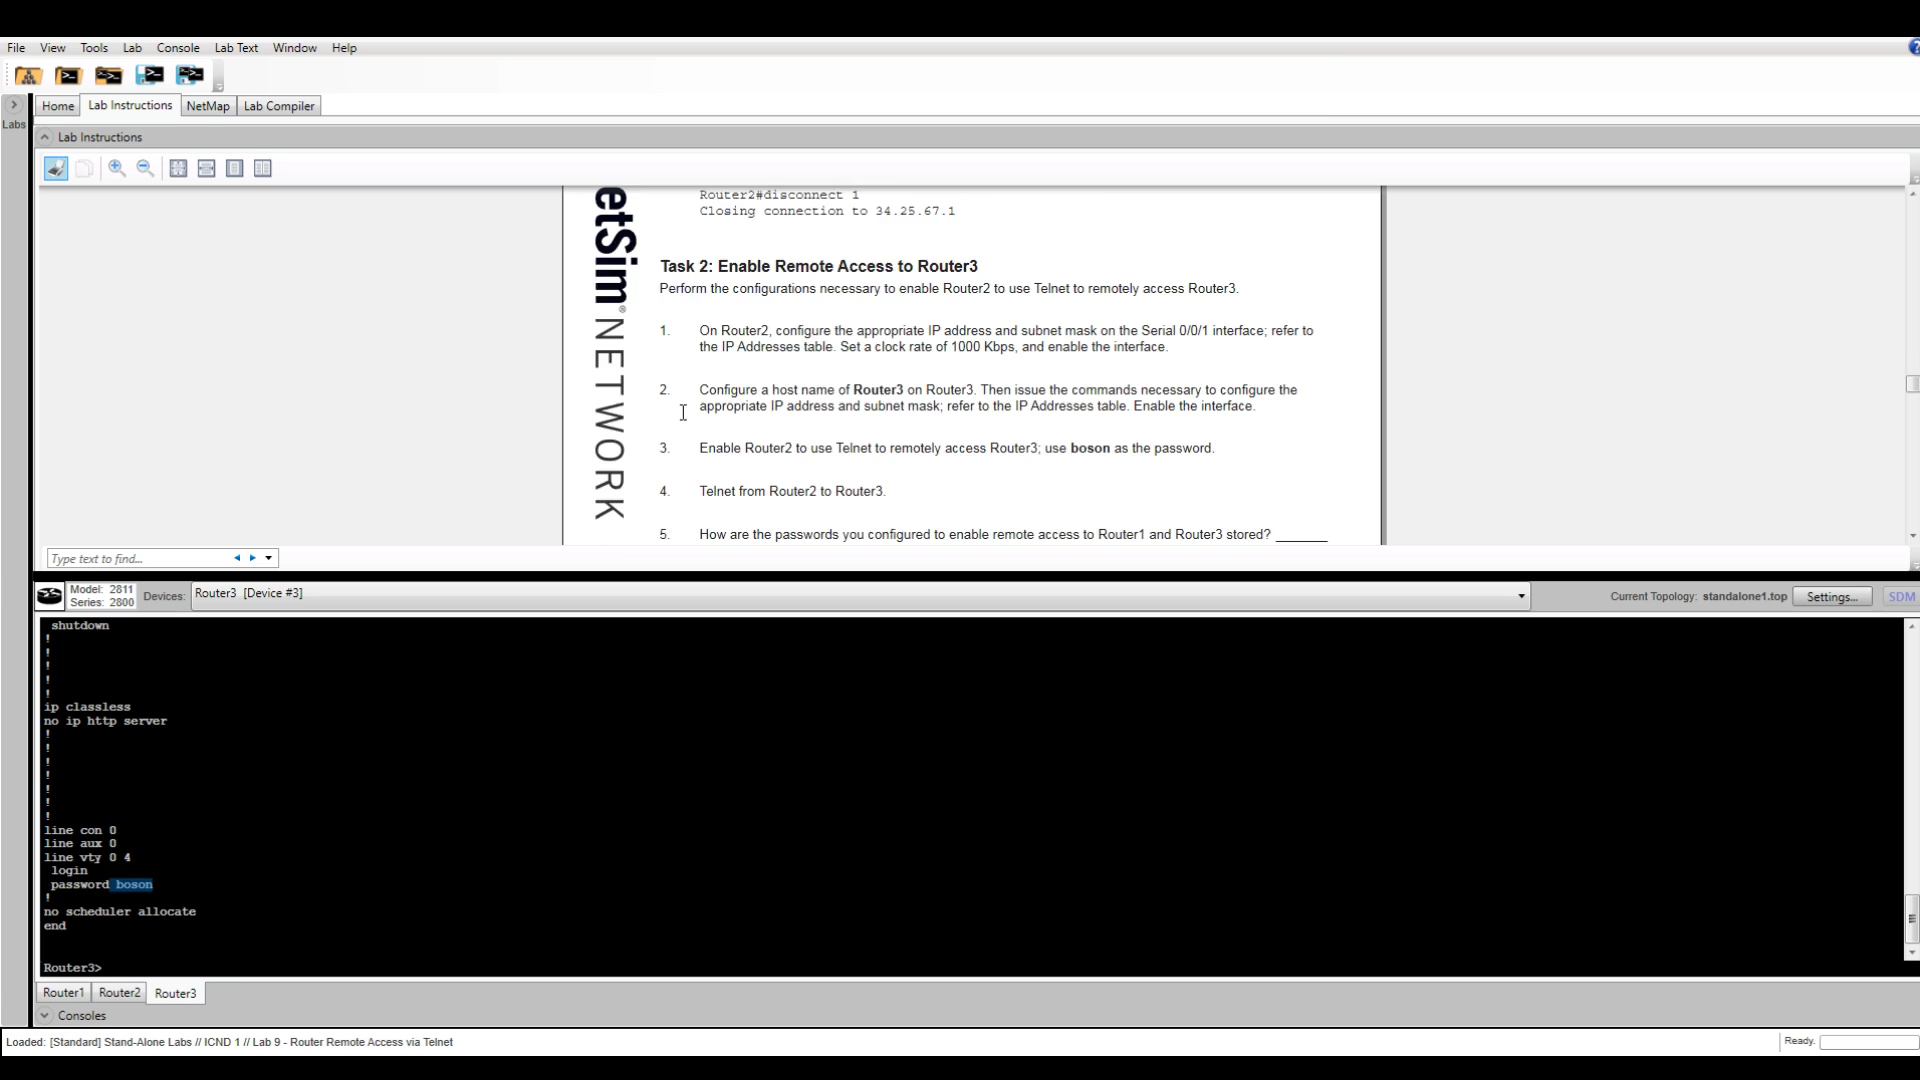 File View Tools Lab Console Lab Text Window Help
Labs
Home Lab Instructions NetMap Lab Compiler
Lab Instructions
etSim® NETWORK
Router2#disconnect 1
Closing connection to 34.25.67.1
Task 2: Enable Remote Access to Router3
Perform the configurations necessary to enable Router2 to use Telnet to remotely access Router3.
1. On Router2, configure the appropriate IP address and subnet mask on the Serial 0/0/1 interface; refer to
the IP Addresses table. Set a clock rate of 1000 Kbps, and enable the interface.
2. Configure a host name of Router3 on Router3. Then issue the commands necessary to configure the
appropriate IP address and subnet mask; refer to the IP Addresses table. Enable the interface.
3. Enable Router2 to use Telnet to remotely access Router3; use boson as the password.
4. Telnet from Router2 to Router3.
5. How are the passwords you configured to enable remote access to Router1 and Router3 stored? _______
Type text to find...
Model: 2811
Series: 2800
Devices: Router3 [Device #3]
Current Topology: standalone1.top Settings... SDM
shutdown
!
!
!
!
!
ip classless
no ip http server
!
!
!
!
!
!
!
line con 0
line aux 0
line vty 0 4
login
password boson
!
no scheduler allocate
end
Router3>
Router1 Router2 Router3
Consoles
Loaded: [Standard] Stand-Alone Labs // ICND 1 // Lab 9 - Router Remote Access via Telnet
Ready.